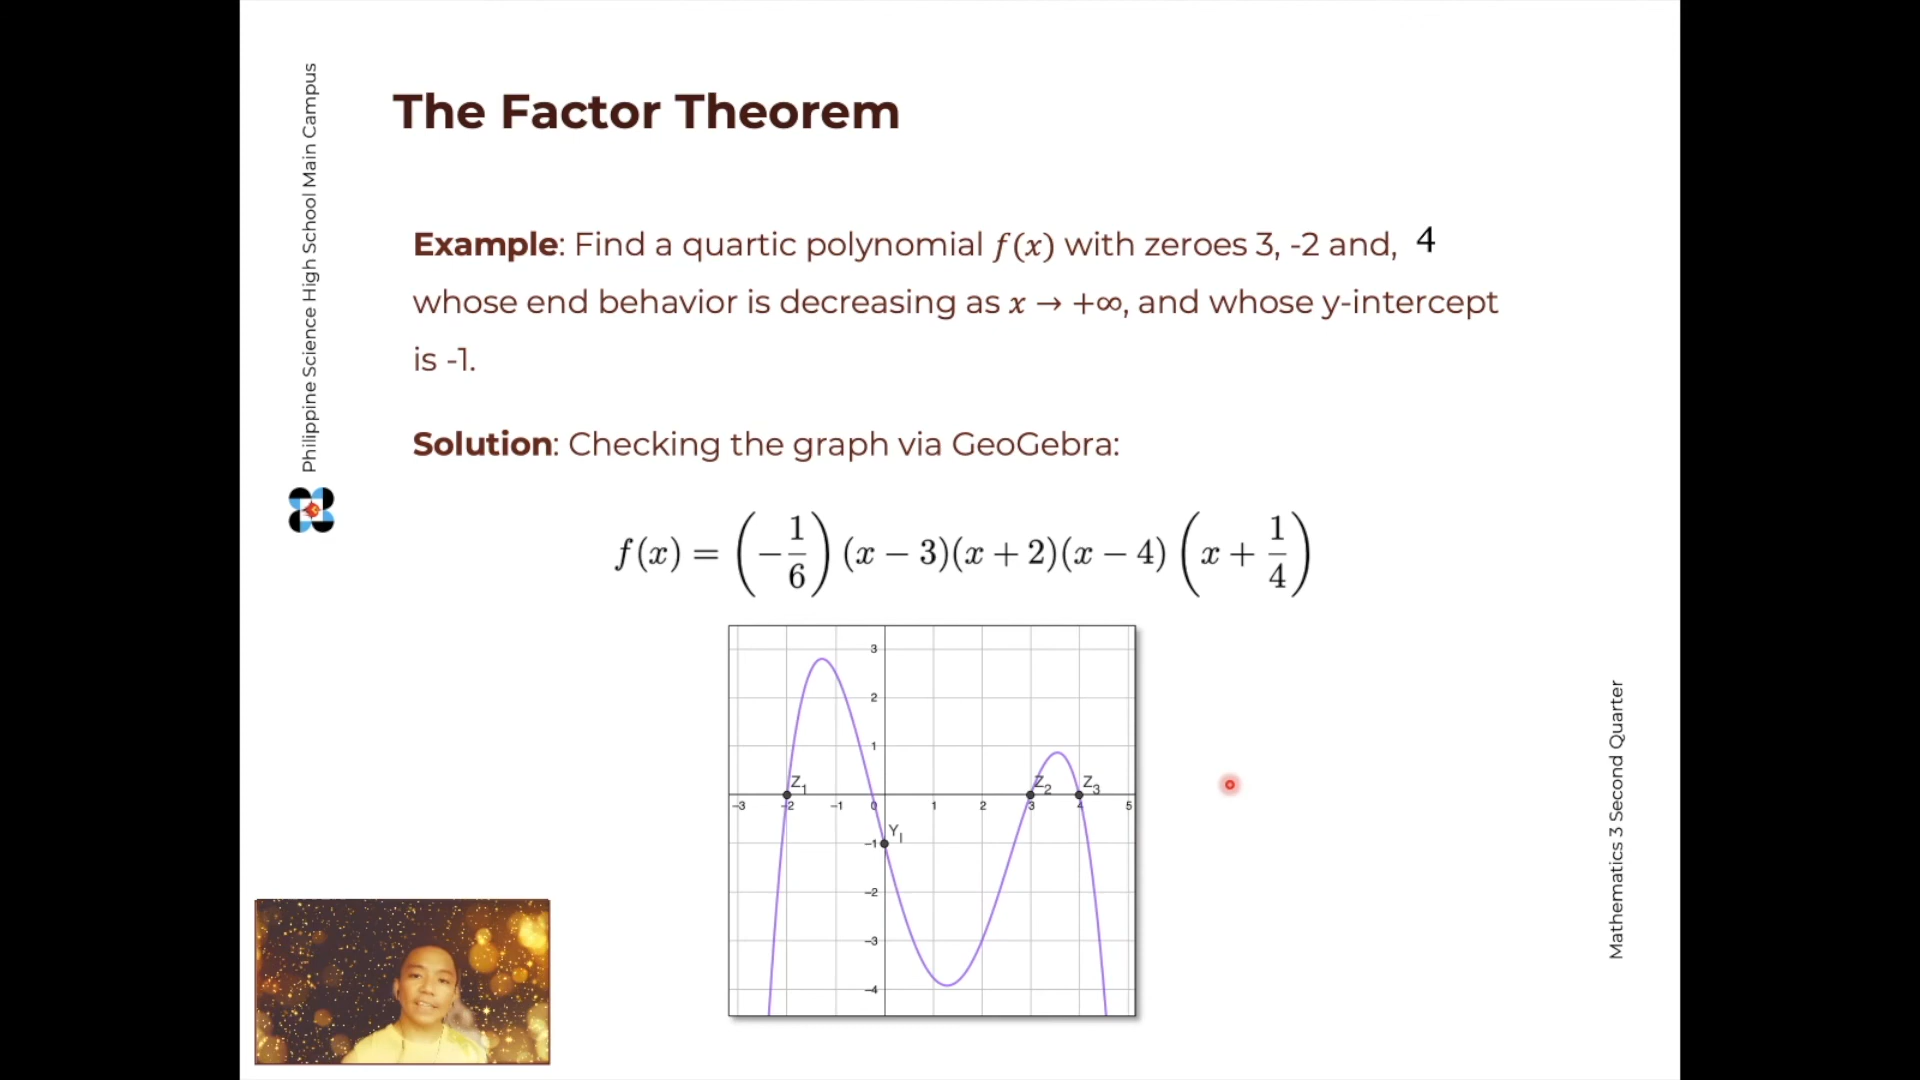 Philippine Science High School Main Campus
The Factor Theorem
Example: Find a quartic polynomial f(x) with zeroes 3, -2 and, 4
whose end behavior is decreasing as x → +∞, and whose y-intercept
is -1.
Solution: Checking the graph via GeoGebra:
f(x) = (−1/6)(x − 3)(x + 2)(x − 4)(x + 1/4)
3
2
1
Z₁ Z₂ Z₃
−3 −2 −1 0 1 2 3 4 5
Y₁
−1
−2
−3
−4
Mathematics 3 Second Quarter